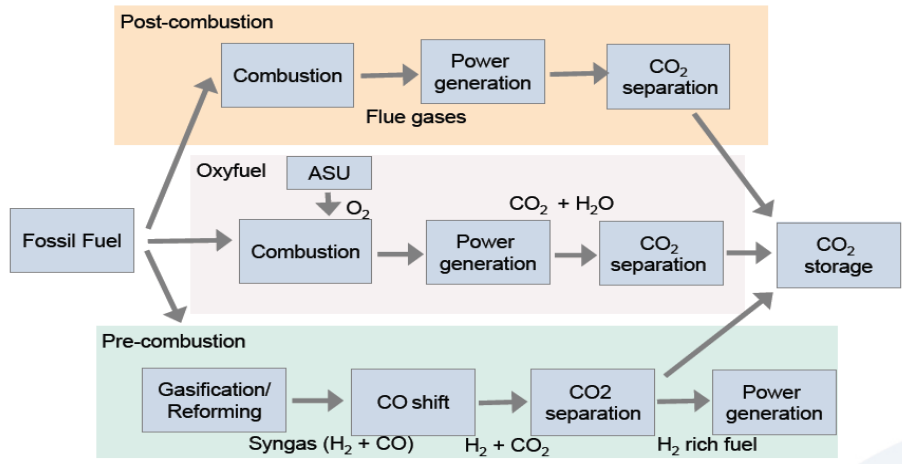 Post-combustion
Combustion
Power
generation
CO₂
separation
Flue gases
Oxyfuel
ASU
O₂
CO₂ + H₂O
Fossil Fuel
Combustion
Power
generation
CO₂
separation
CO₂
storage
Pre-combustion
Gasification/
Reforming
CO shift
CO2
separation
Power
generation
Syngas (H₂ + CO)
H₂ + CO₂
H₂ rich fuel